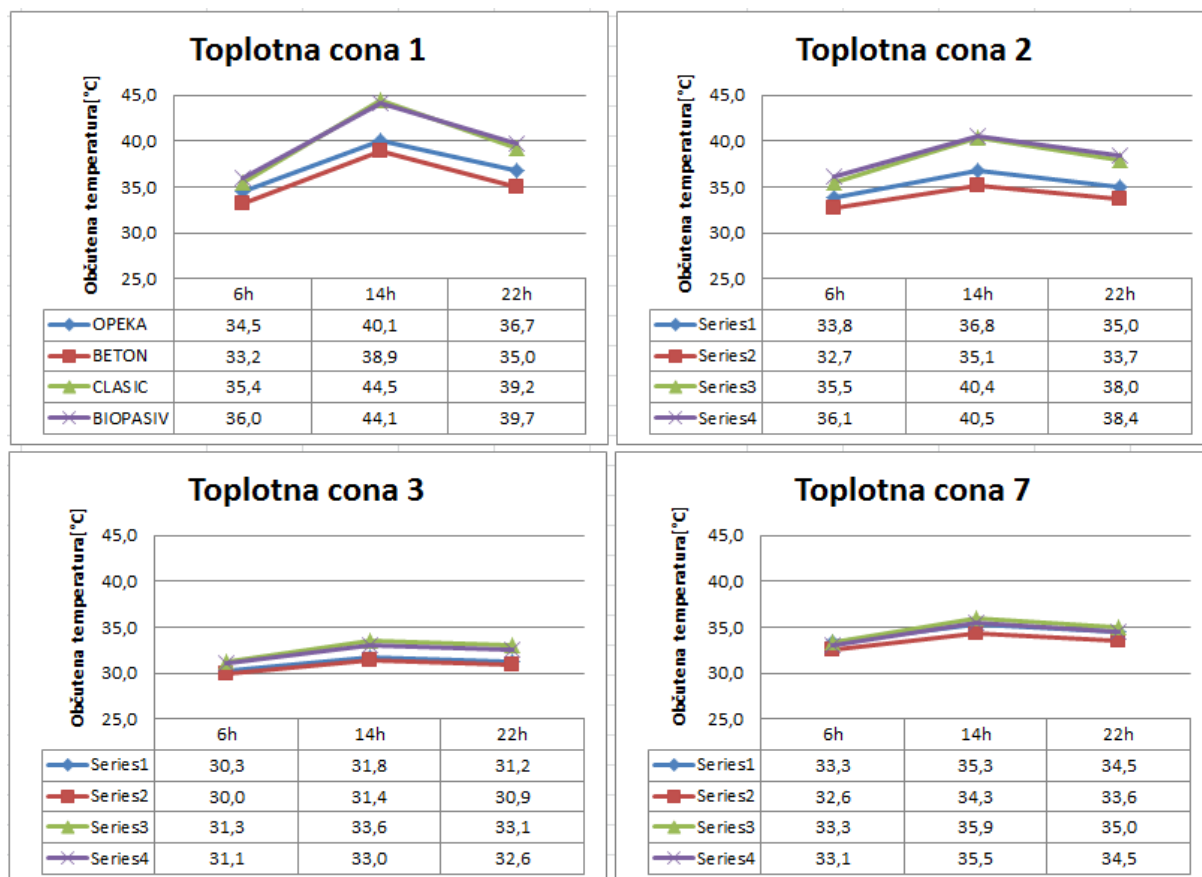 Toplotna cona 1
Občutena temperatura[°C]
45,0
40,0
35,0
30,0
25,0
6h 14h 22h
OPEKA 34,5 40,1 36,7
BETON 33,2 38,9 35,0
CLASIC 35,4 44,5 39,2
BIOPASIV 36,0 44,1 39,7
Toplotna cona 2
Občutena temperatura[°C]
45,0
40,0
35,0
30,0
25,0
6h 14h 22h
Series1 33,8 36,8 35,0
Series2 32,7 35,1 33,7
Series3 35,5 40,4 38,0
Series4 36,1 40,5 38,4
Toplotna cona 3
Občutena temperatura[°C]
45,0
40,0
35,0
30,0
25,0
6h 14h 22h
Series1 30,3 31,8 31,2
Series2 30,0 31,4 30,9
Series3 31,3 33,6 33,1
Series4 31,1 33,0 32,6
Toplotna cona 7
Občutena temperatura[°C]
45,0
40,0
35,0
30,0
25,0
6h 14h 22h
Series1 33,3 35,3 34,5
Series2 32,6 34,3 33,6
Series3 33,3 35,9 35,0
Series4 33,1 35,5 34,5